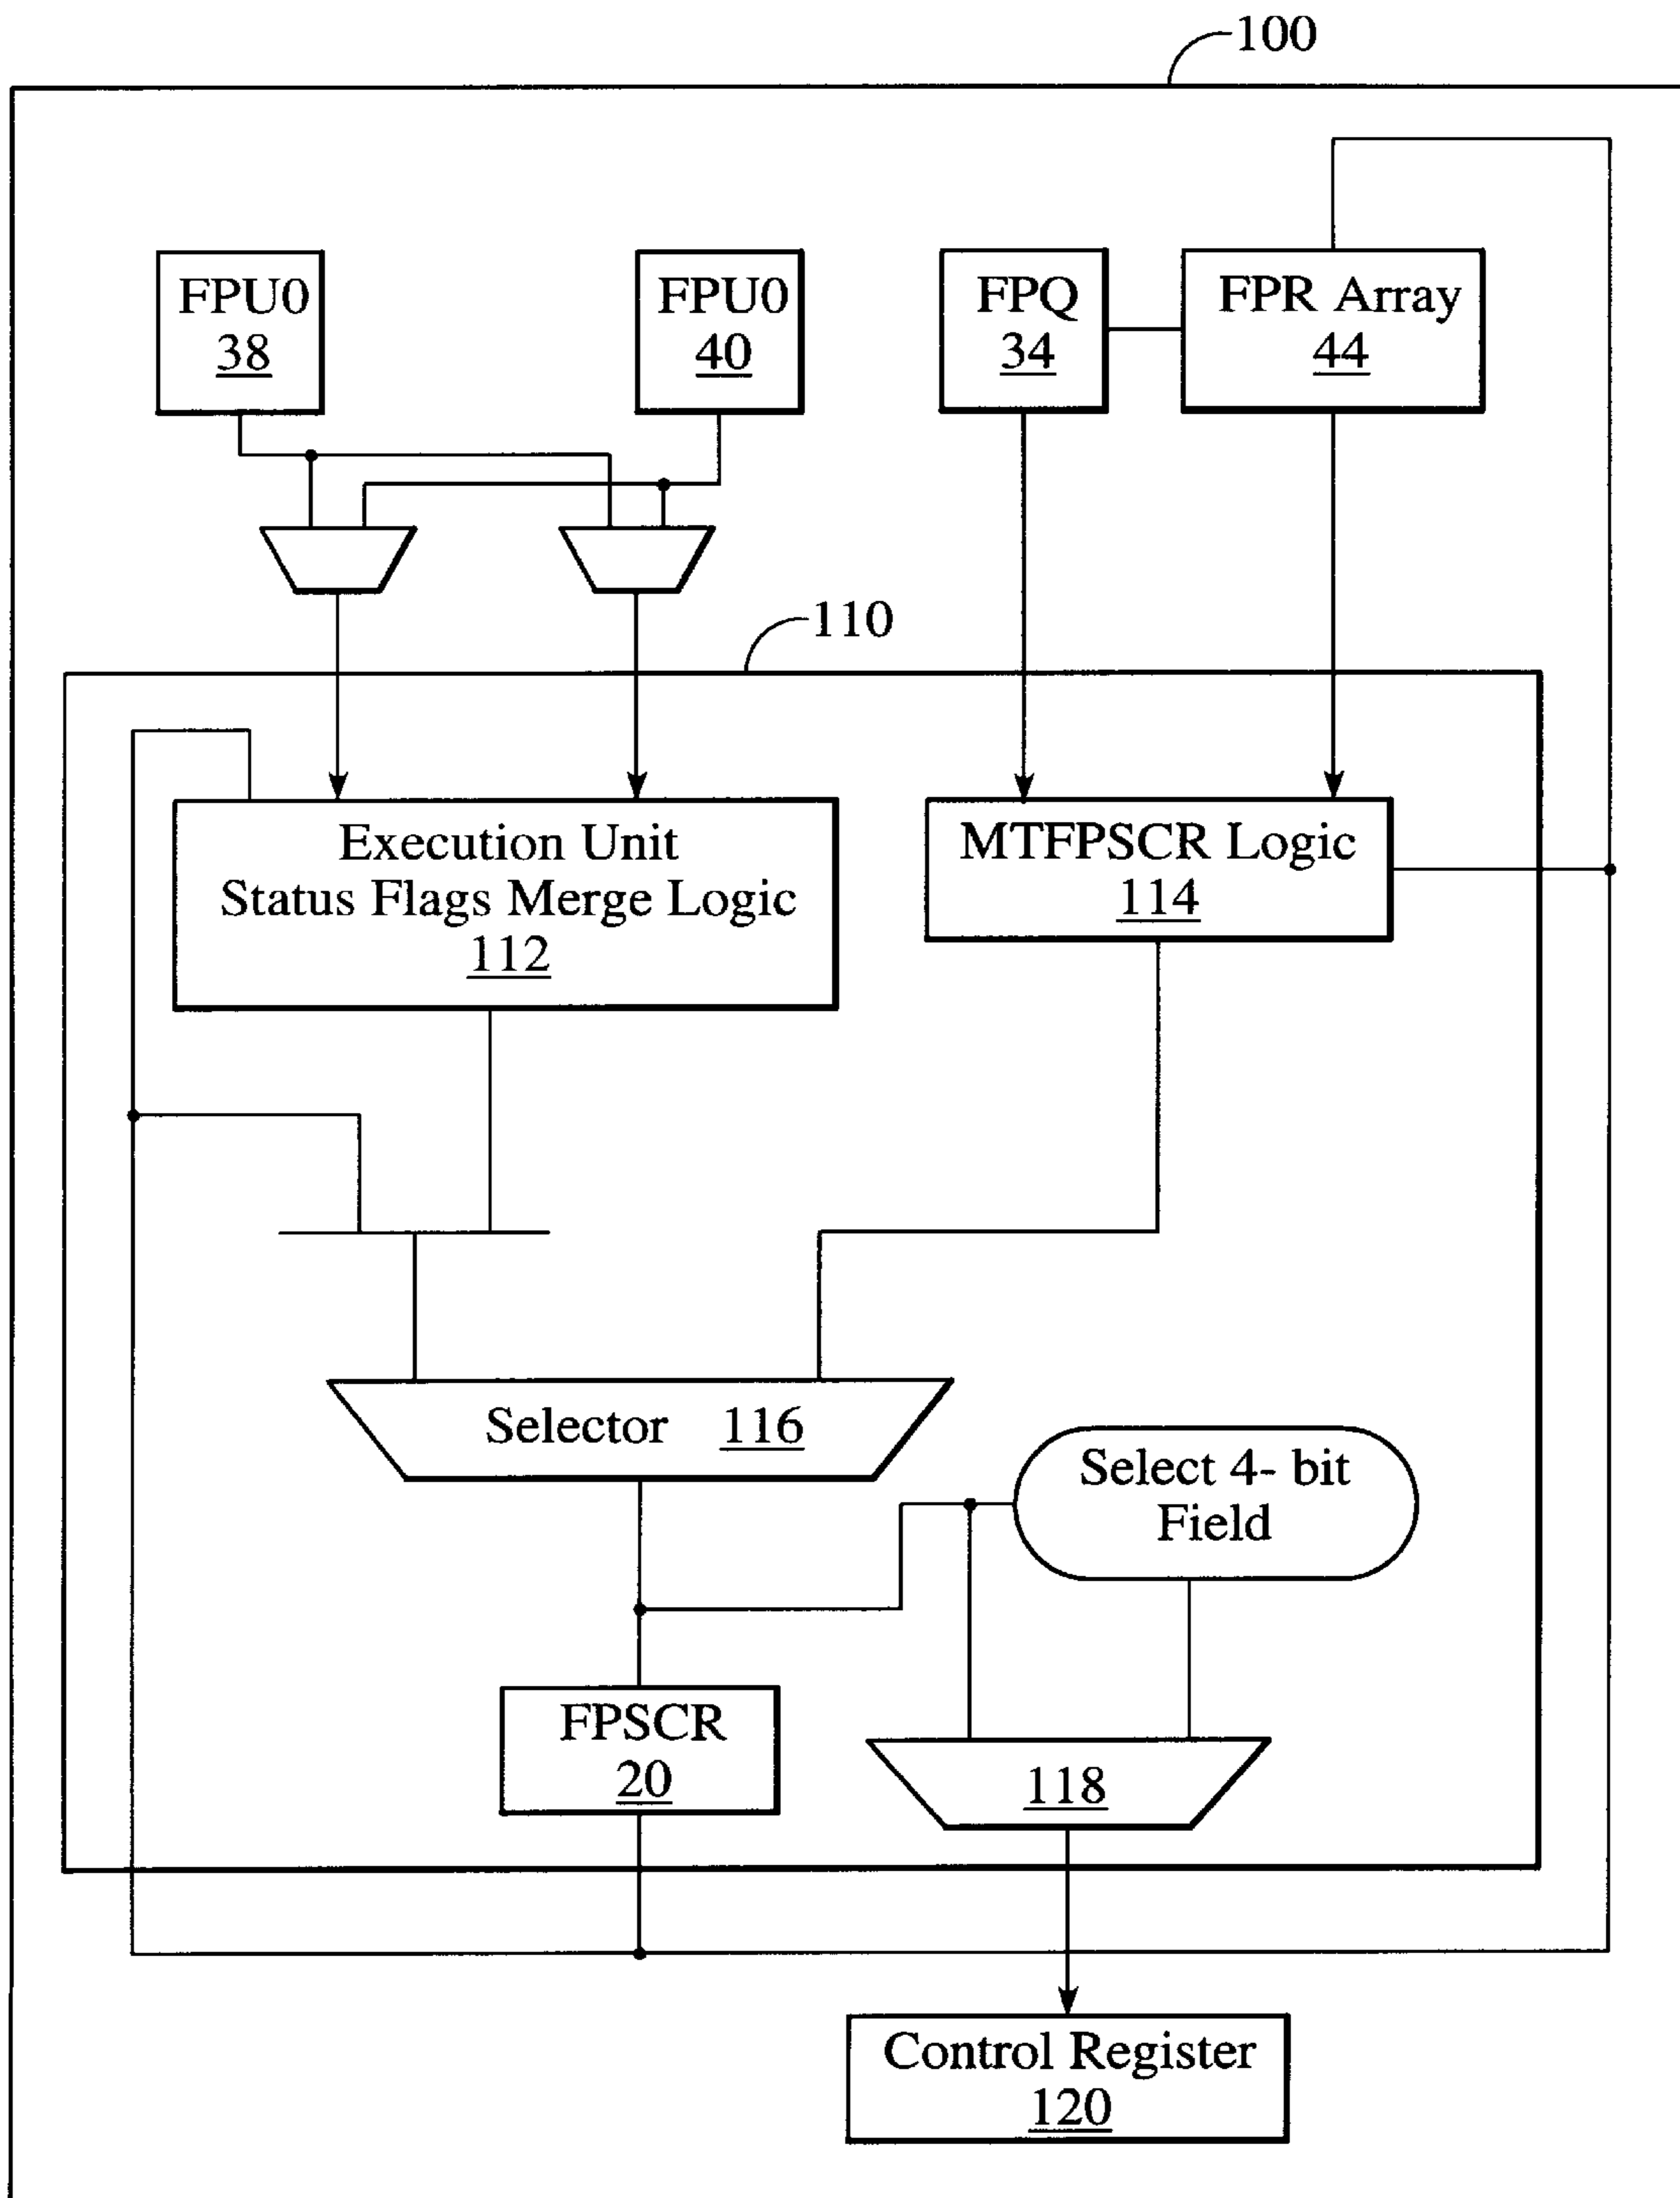 100
FPU0
38
FPU0
40
FPQ
34
FPR Array
44
110
Execution Unit
Status Flags Merge Logic
112
MTFPSCR Logic
114
Selector 116
Select 4- bit
Field
FPSCR
20
118
Control Register
120